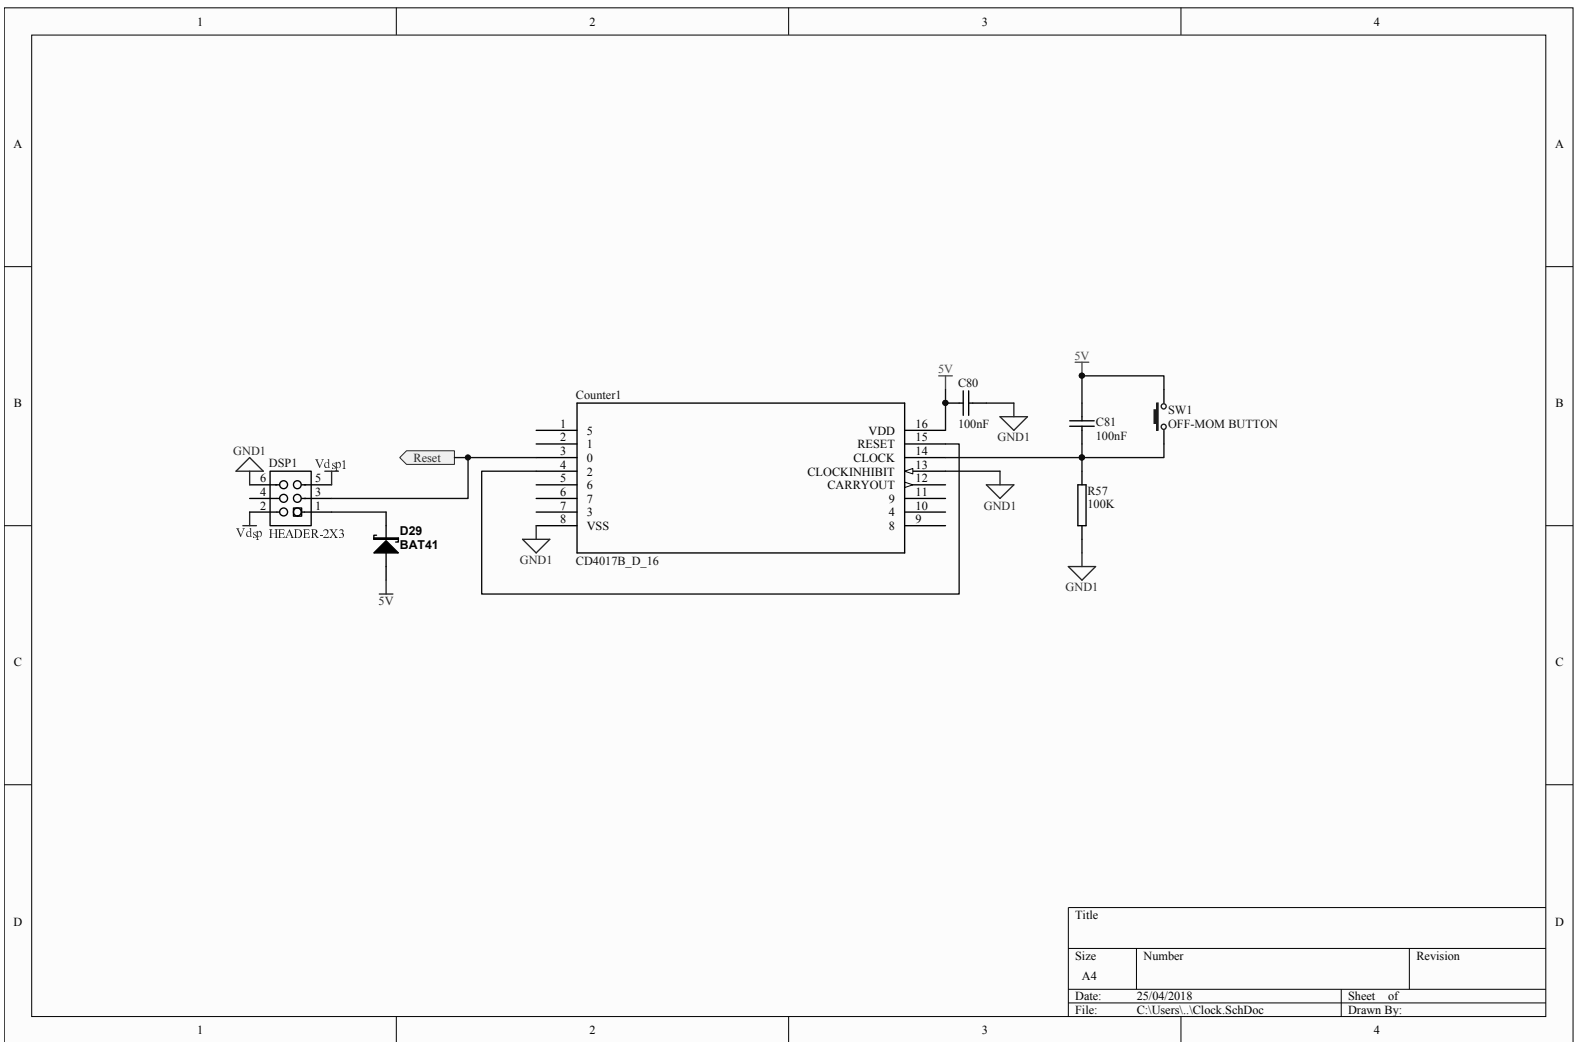 1 2 3 4
A A
5V
5V
C80
100nF
GND1
Counter1
1 5
2 1
3 0
4 2
5 6
6 7
7 3
8 VSS
VDD 16
RESET 15
CLOCK 14
CLOCKINHIBIT 13
CARRYOUT 12
9 11
4 10
8 9
CD4017B_D_16
GND1
GND1
B B
C81
100nF
SW1
OFF-MOM BUTTON
R57
100K
GND1
Reset
GND1
DSP1
Vdsp1
6 5
4 3
2 1
Vdsp
HEADER-2X3
D29
BAT41
5V
C C
D D
Title
Size Number Revision
A4
Date: 25/04/2018 Sheet of
File: C:\Users\..\Clock.SchDoc Drawn By:
1 2 3 4